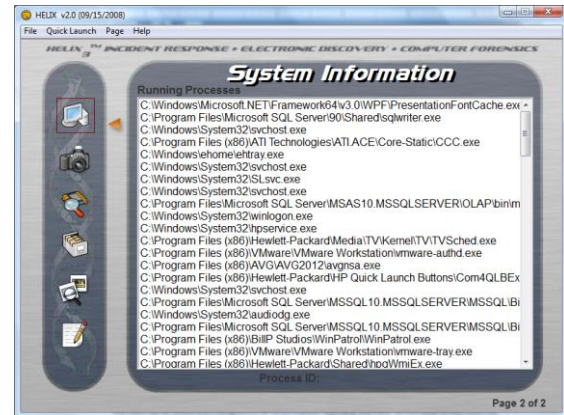 HELIX v2.0 (09/15/2008)
File Quick Launch Page Help
HELIX 3 ™ INCIDENT RESPONSE • ELECTRONIC DISCOVERY • COMPUTER FORENSICS
System Information
Running Processes
C:\Windows\Microsoft.NET\Framework64\v3.0\WPF\PresentationFontCache.exe
C:\Program Files\Microsoft SQL Server\90\Shared\sqlwriter.exe
C:\Windows\System32\svchost.exe
C:\Program Files (x86)\ATI Technologies\ATI.ACE\Core-Static\CCC.exe
C:\Windows\ehome\ehtray.exe
C:\Windows\System32\svchost.exe
C:\Windows\System32\SLsvc.exe
C:\Windows\System32\svchost.exe
C:\Program Files\Microsoft SQL Server\MSAS10.MSSQLSERVER\OLAP\bin\m
C:\Windows\System32\winlogon.exe
C:\Windows\System32\hpservice.exe
C:\Program Files (x86)\Hewlett-Packard\Media\TV\Kernel\TV\TVSched.exe
C:\Program Files (x86)\VMware\VMware Workstation\vmware-authd.exe
C:\Program Files (x86)\AVG\AVG2012\avgnsa.exe
C:\Program Files (x86)\Hewlett-Packard\HP Quick Launch Buttons\Com4QLBEx
C:\Windows\System32\svchost.exe
C:\Program Files\Microsoft SQL Server\MSSQL10.MSSQLSERVER\MSSQL\Bi
C:\Windows\System32\audiodg.exe
C:\Program Files\Microsoft SQL Server\MSSQL10.MSSQLSERVER\MSSQL\Bi
C:\Program Files (x86)\BillP Studios\WinPatrol\WinPatrol.exe
C:\Program Files (x86)\VMware\VMware Workstation\vmware-tray.exe
C:\Program Files (x86)\Hewlett-Packard\Shared\hpqWmiEx.exe
Process ID:
Page 2 of 2